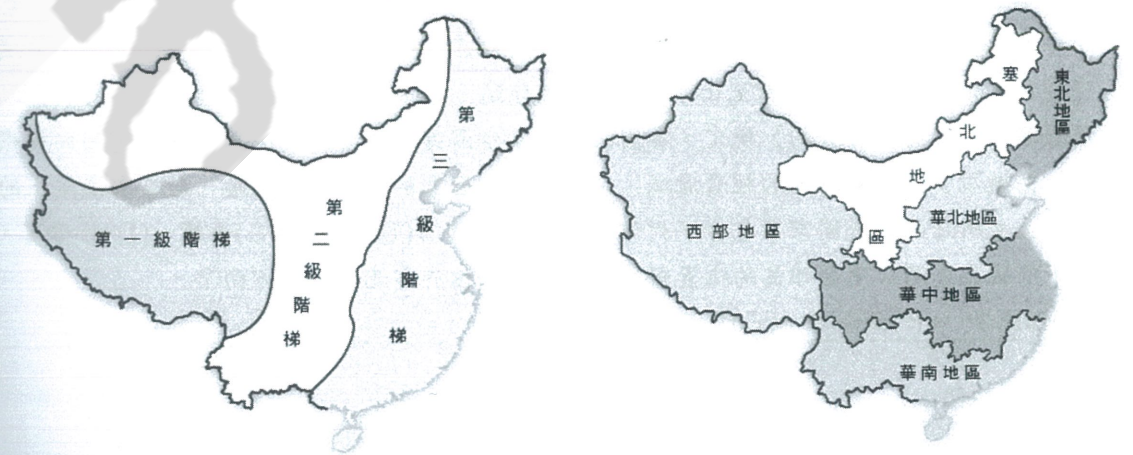 第一級階梯
第二級階梯
第三級階梯
塞北地區
東北地區
西部地區
華北地區
華中地區
華南地區